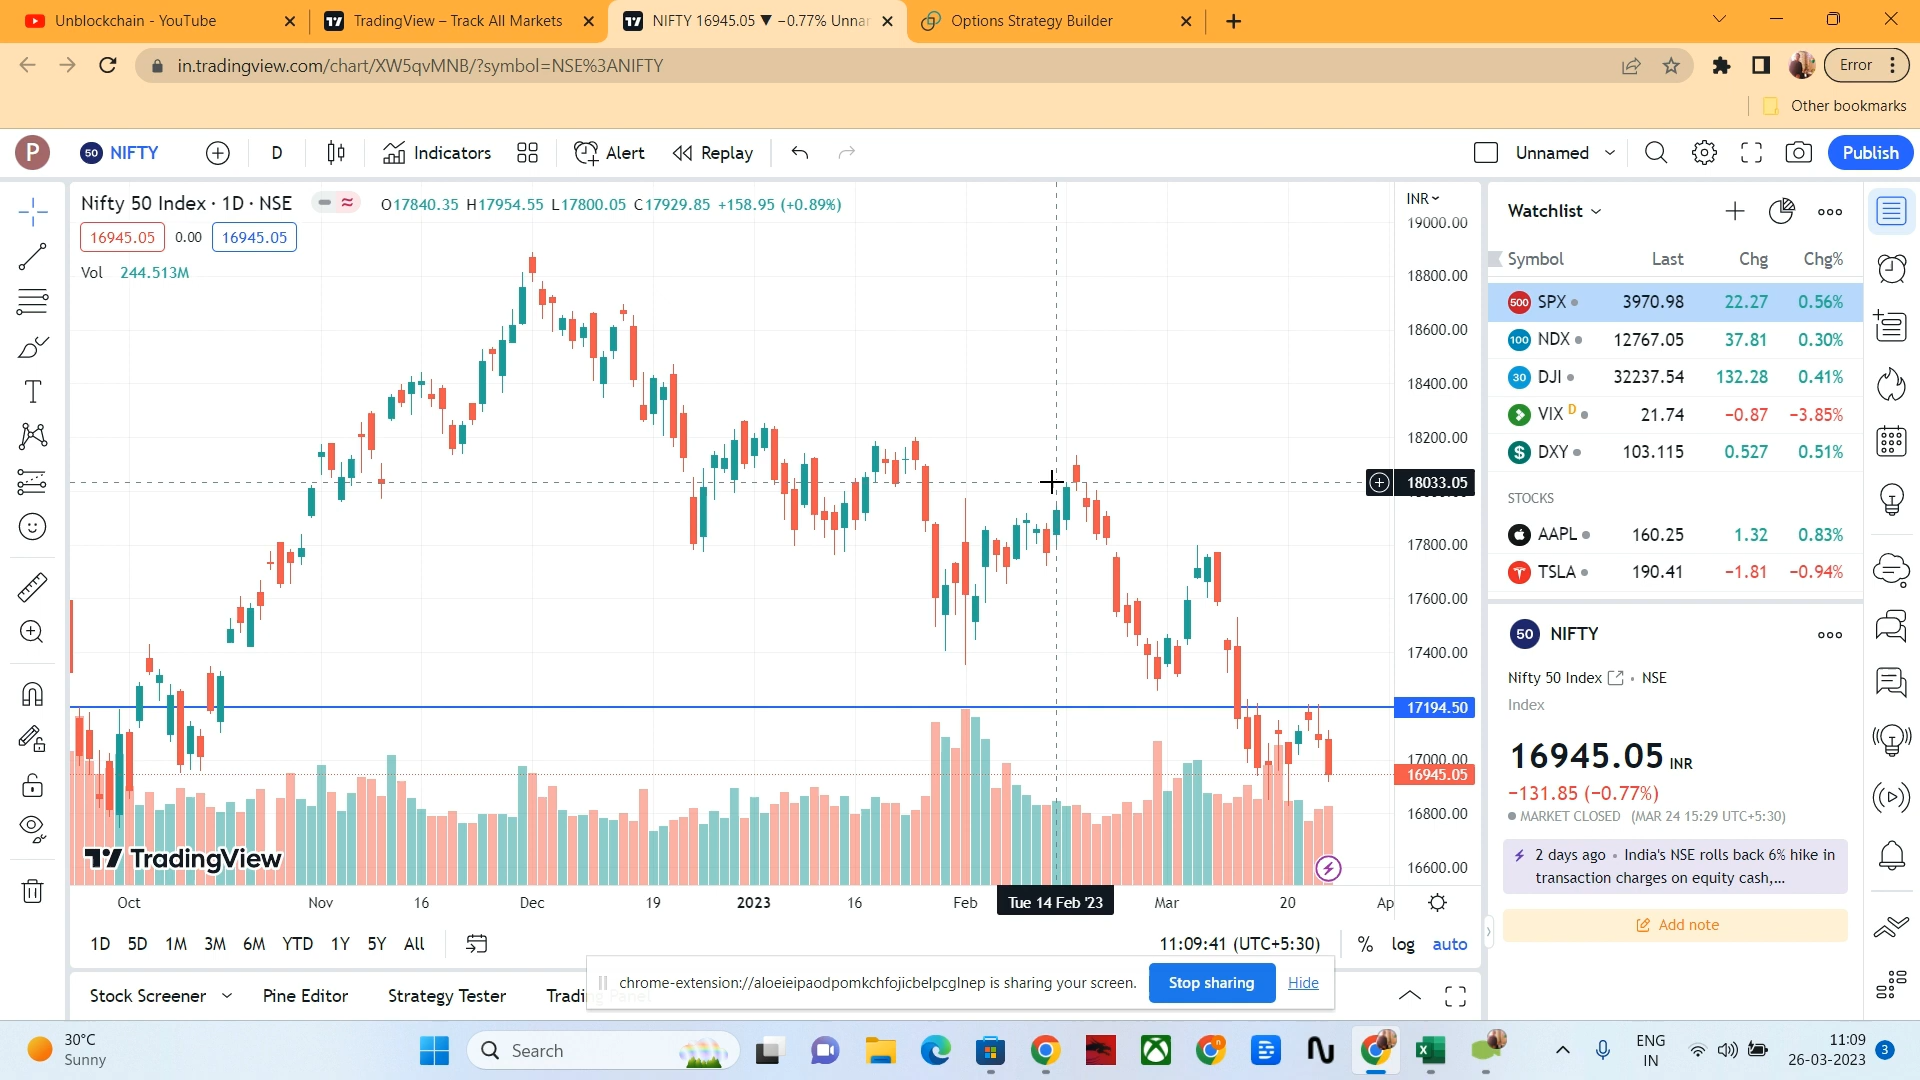 Unblockchain - YouTube
TradingView – Track All Markets
NIFTY 16945.05 ▼ −0.77% Unna
Options Strategy Builder
in.tradingview.com/chart/XW5qvMNB/?symbol=NSE%3ANIFTY
Error
Other bookmarks
P
50 NIFTY
D
Indicators
Alert
Replay
Unnamed
Publish
Nifty 50 Index · 1D · NSE
O17840.35 H17954.55 L17800.05 C17929.85 +158.95 (+0.89%)
16945.05 0.00 16945.05
Vol 244.513M
INR
19000.00
18800.00
18600.00
18400.00
18200.00
18033.05
17800.00
17600.00
17400.00
17194.50
17000.00
16945.05
16800.00
16600.00
TradingView
Oct Nov 16 Dec 19 2023 16 Feb Tue 14 Feb '23 Mar 20 Ap
1D 5D 1M 3M 6M YTD 1Y 5Y All
11:09:41 (UTC+5:30) % log auto
Stock Screener Pine Editor Strategy Tester Trading Panel
chrome-extension://aloeieipaodpomkchfojicbelpcglnep is sharing your screen. Stop sharing Hide
Watchlist
Symbol Last Chg Chg%
500 SPX 3970.98 22.27 0.56%
100 NDX 12767.05 37.81 0.30%
30 DJI 32237.54 132.28 0.41%
VIX D 21.74 −0.87 −3.85%
$ DXY 103.115 0.527 0.51%
STOCKS
AAPL 160.25 1.32 0.83%
TSLA 190.41 −1.81 −0.94%
50 NIFTY
Nifty 50 Index • NSE
Index
16945.05 INR
−131.85 (−0.77%)
MARKET CLOSED (MAR 24 15:29 UTC+5:30)
2 days ago • India's NSE rolls back 6% hike in
transaction charges on equity cash,...
Add note
30°C
Sunny
Search
ENG
IN
11:09
26-03-2023
3